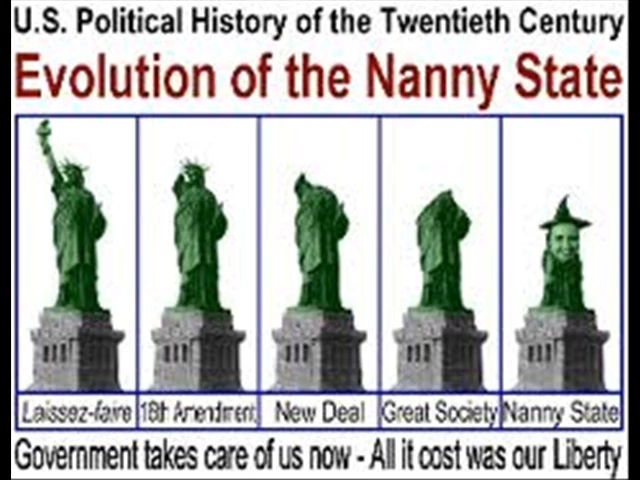 U.S. Political History of the Twentieth Century
Evolution of the Nanny State
Laissez-faire 18th Amendment New Deal Great Society Nanny State
Government takes care of us now - All it cost was our Liberty